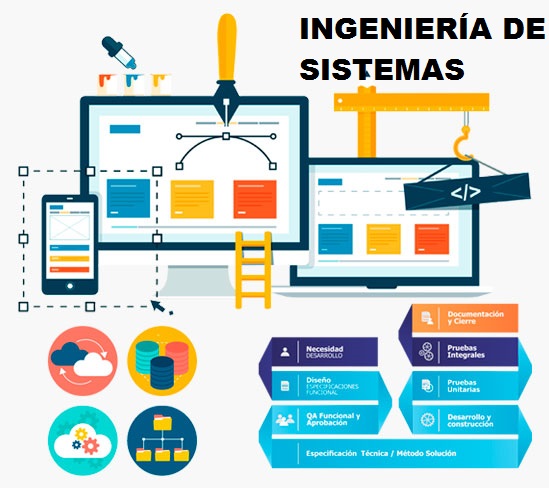 INGENIERÍA DE
SISTEMAS
</>
Necesidad
DESARROLLO
Diseño
ESPECIFICACIONES
FUNCIONAL
QA Funcional y
Aprobación
Documentación
y Cierre
Pruebas
Integrales
Pruebas
Unitarias
Desarrollo y
construcción
Especificación Técnica / Método Solución